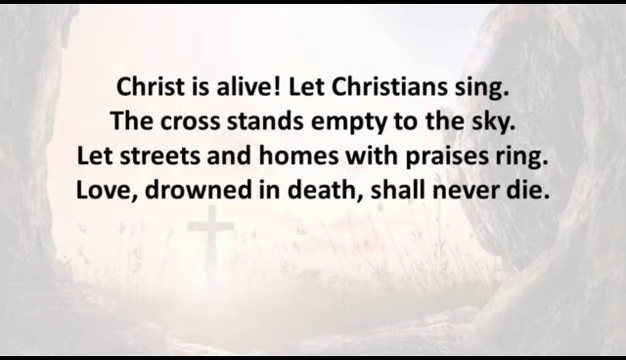 Christ is alive! Let Christians sing.
The cross stands empty to the sky.
Let streets and homes with praises ring.
Love, drowned in death, shall never die.